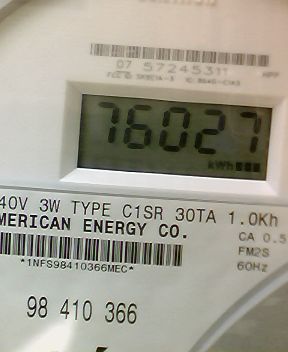 07 57245311
76027
kWh
40V 3W TYPE C1SR 30TA 1.0Kh
MERICAN ENERGY CO.
CA 0.5
FM2S
*1NFS98410366MEC*
60Hz
98 410 366